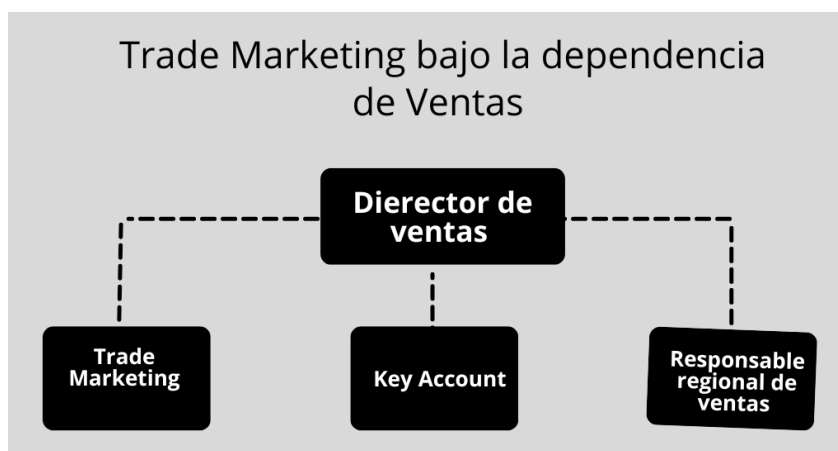 Trade Marketing bajo la dependencia
de Ventas
Dierector de
ventas
Trade
Marketing
Key Account
Responsable
regional de
ventas